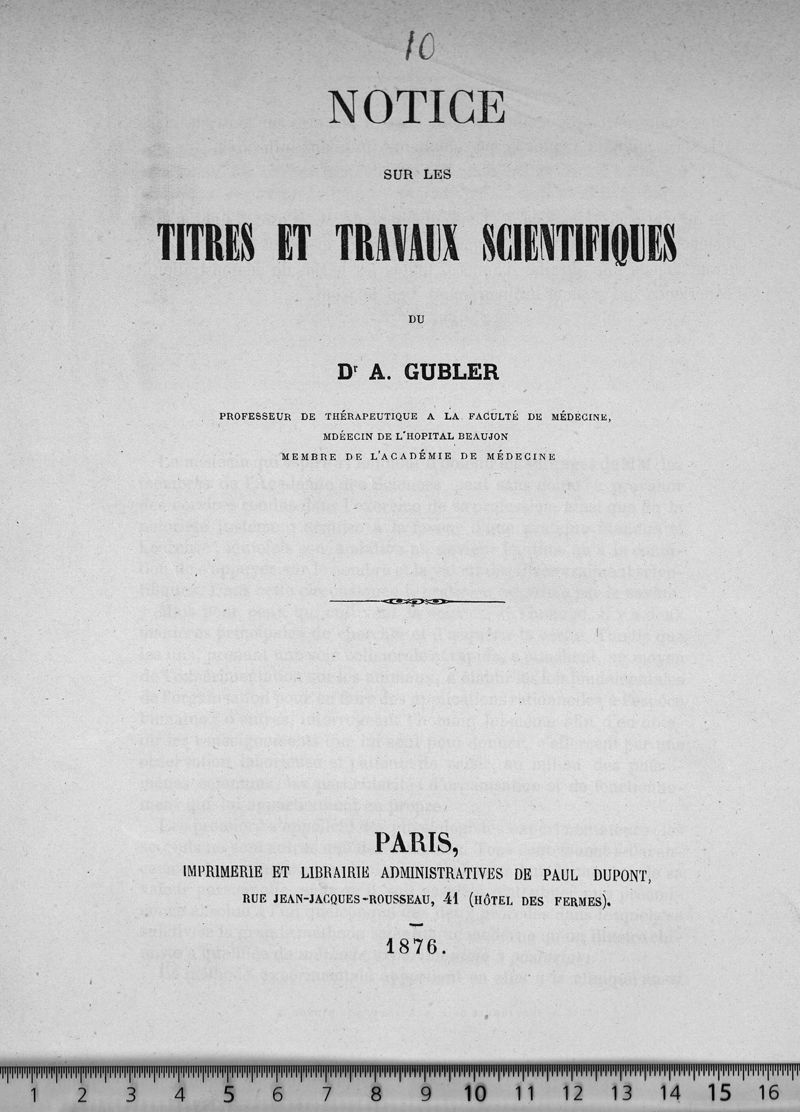 10
NOTICE
SUR LES
TITRES ET TRAVAUX SCIENTIFIQUES
DU
Dr A. GUBLER
PROFESSEUR DE THÉRAPEUTIQUE A LA FACULTÉ DE MÉDECINE,
MDÉECIN DE L'HOPITAL BEAUJON
MEMBRE DE L'ACADÉMIE DE MÉDECINE
PARIS,
IMPRIMERIE ET LIBRAIRIE ADMINISTRATIVES DE PAUL DUPONT,
RUE JEAN-JACQUES-ROUSSEAU, 41 (HÔTEL DES FERMES).
1876.
1 2 3 4 5 6 7 8 9 10 11 12 13 14 15 16